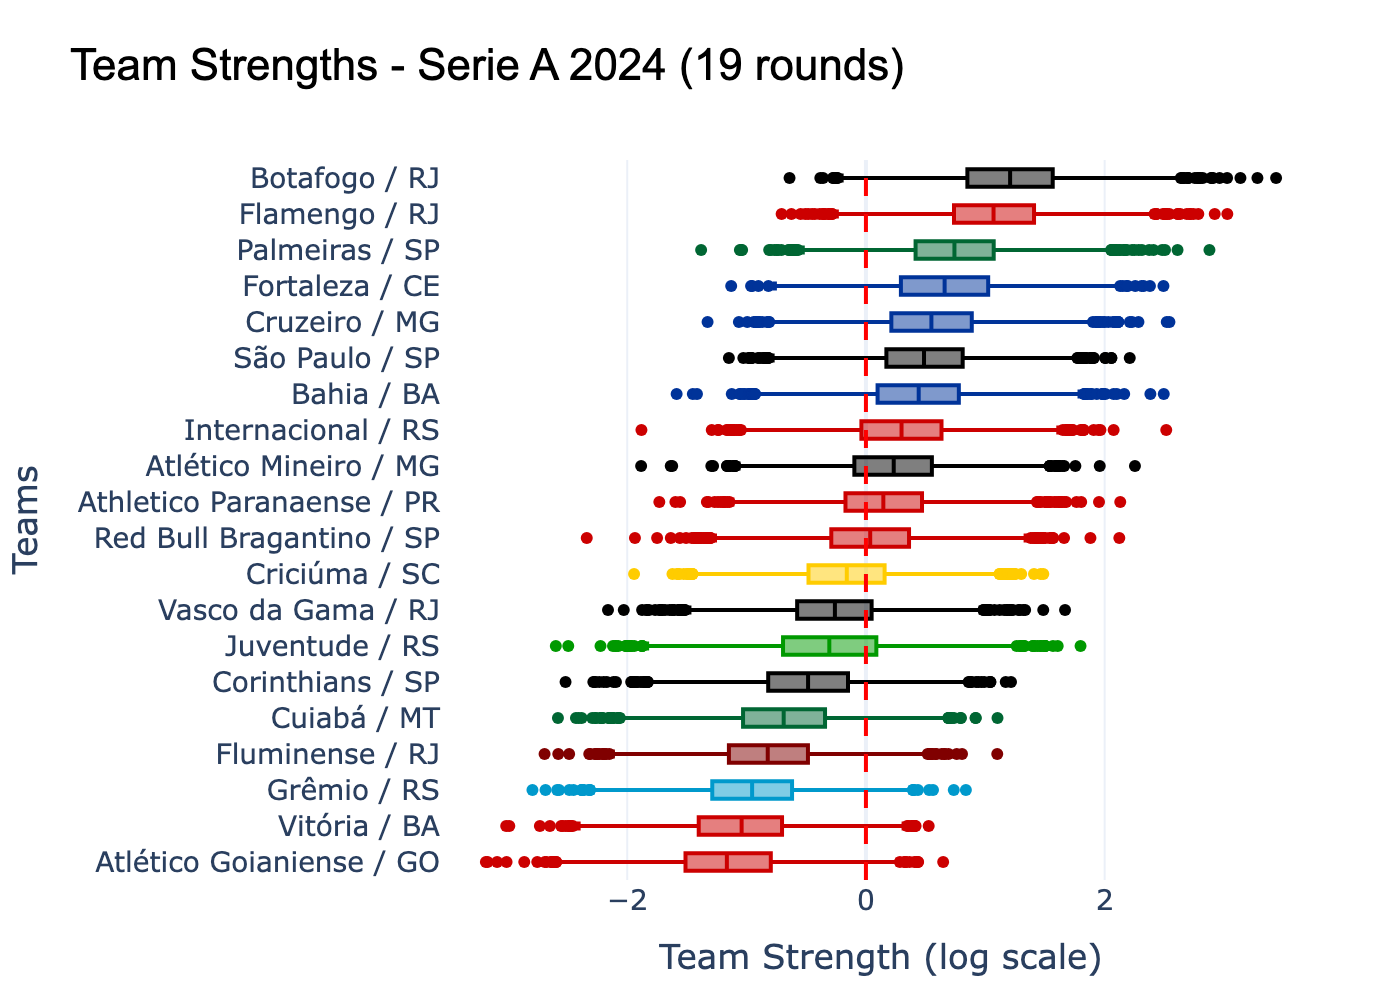 Team Strengths - Serie A 2024 (19 rounds)
Teams
Botafogo / RJ
Flamengo / RJ
Palmeiras / SP
Fortaleza / CE
Cruzeiro / MG
São Paulo / SP
Bahia / BA
Internacional / RS
Atlético Mineiro / MG
Athletico Paranaense / PR
Red Bull Bragantino / SP
Criciúma / SC
Vasco da Gama / RJ
Juventude / RS
Corinthians / SP
Cuiabá / MT
Fluminense / RJ
Grêmio / RS
Vitória / BA
Atlético Goianiense / GO
−2 0 2
Team Strength (log scale)